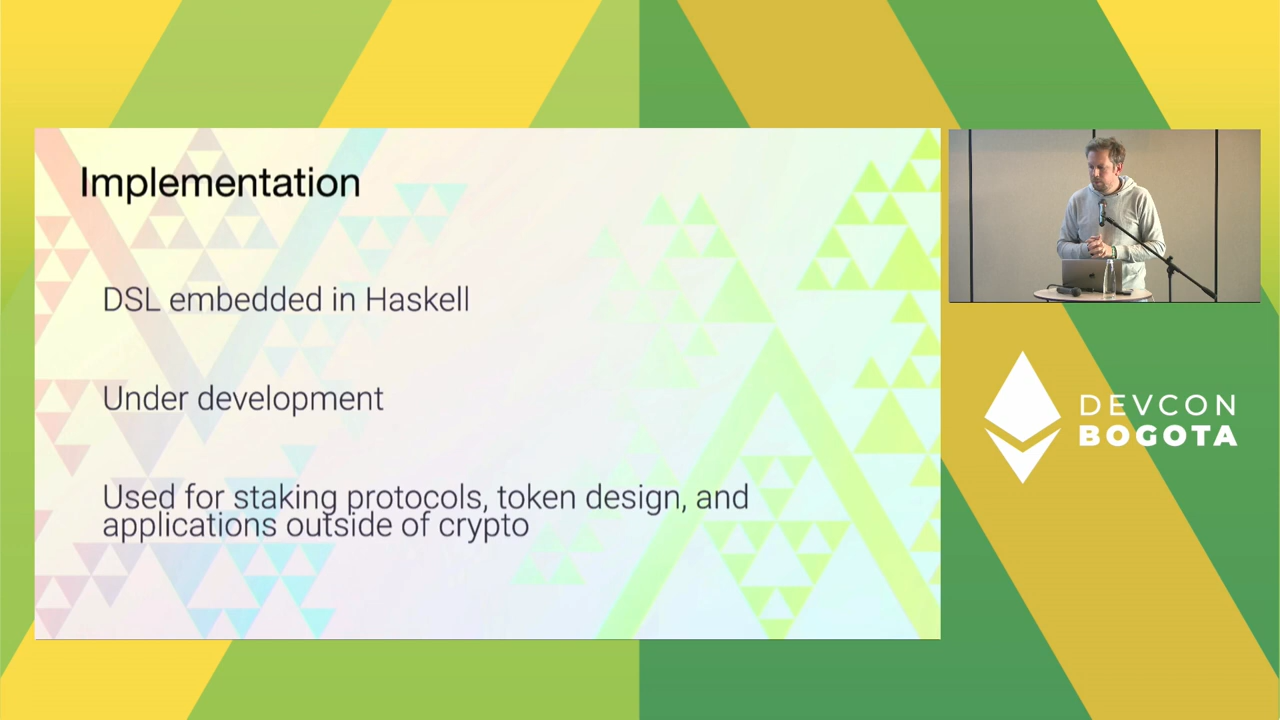 Implementation
DSL embedded in Haskell
Under development
Used for staking protocols, token design, and
applications outside of crypto
DEVCON
BOGOTA